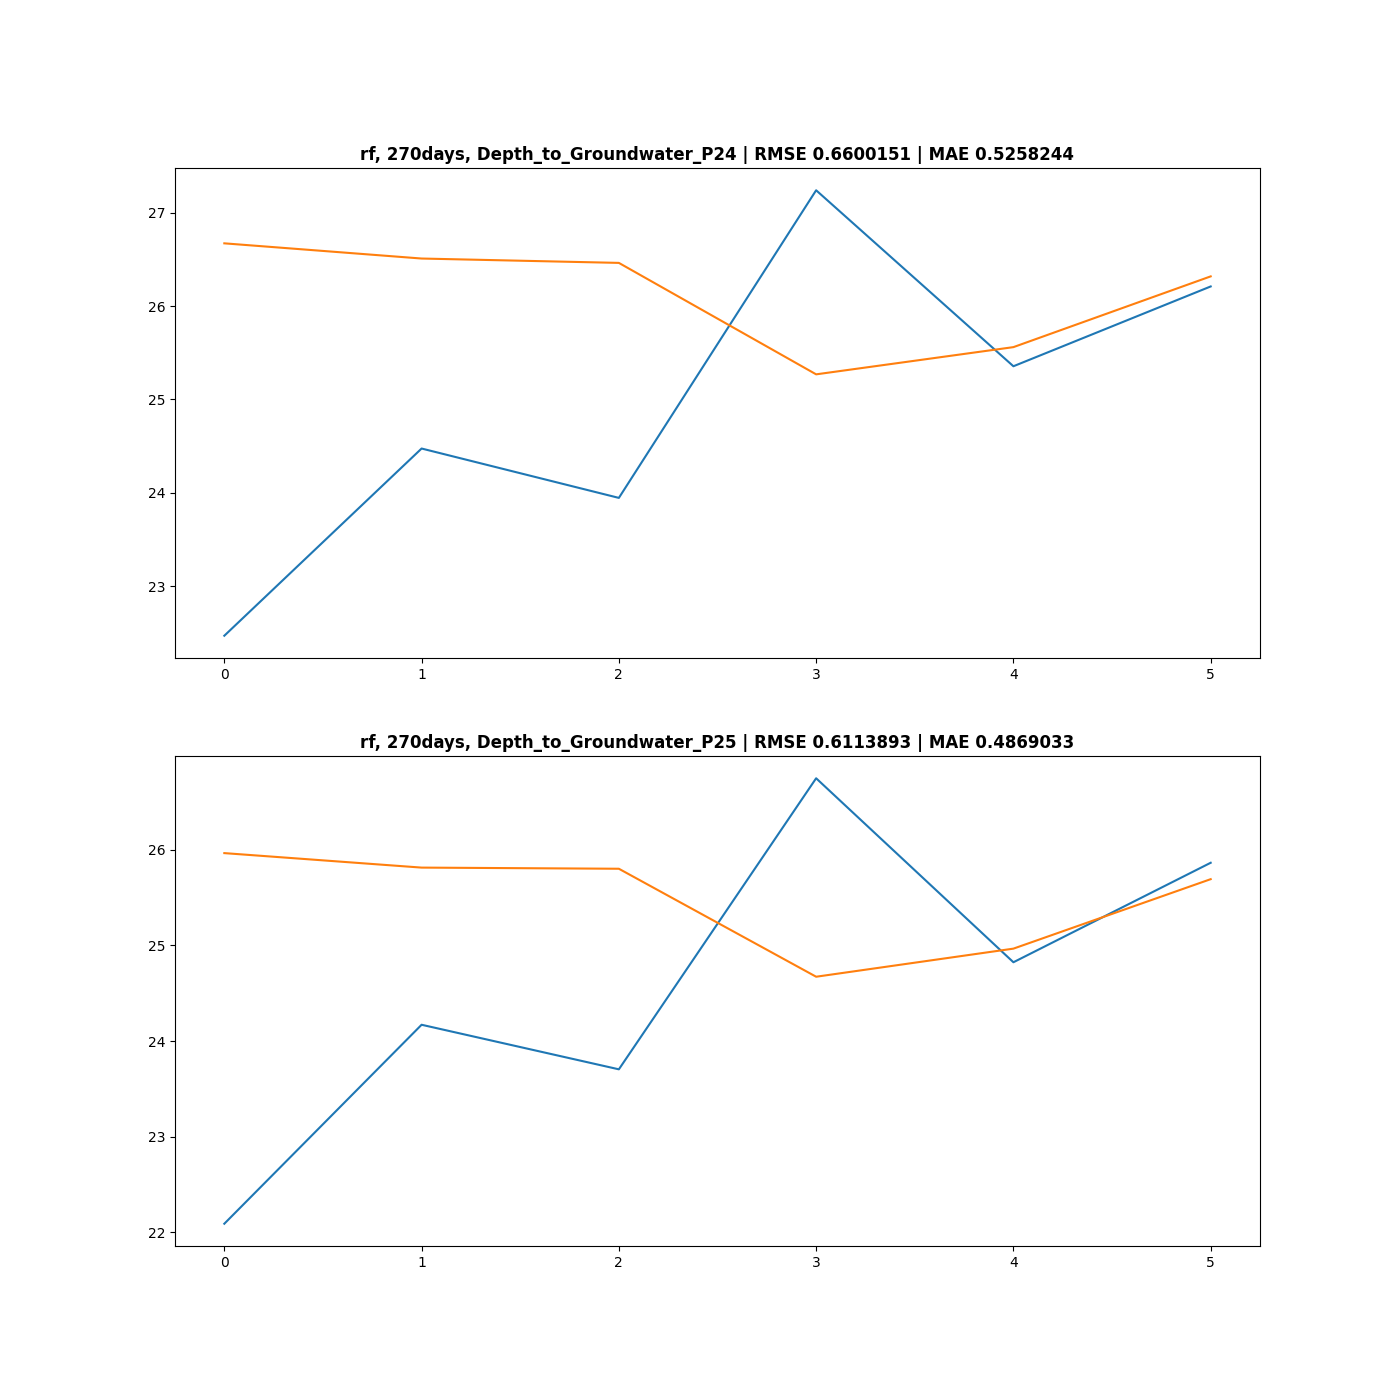 rf, 270days, Depth_to_Groundwater_P24 | RMSE 0.6600151 | MAE 0.5258244
27
26
25
24
23
0 1 2 3 4 5
rf, 270days, Depth_to_Groundwater_P25 | RMSE 0.6113893 | MAE 0.4869033
26
25
24
23
22
0 1 2 3 4 5